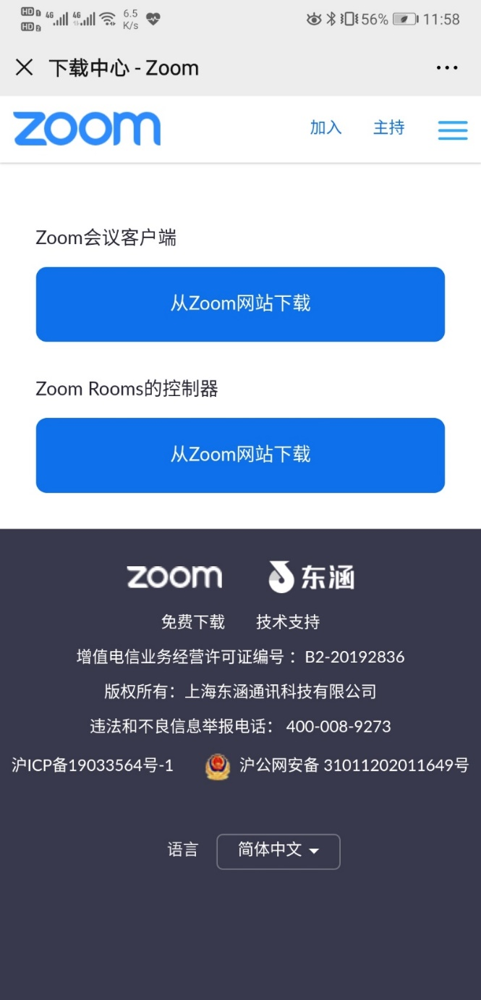 HD 1 4G 4G 6.5 K/s 56% 11:58
HD 2
下载中心 - Zoom
zoom 加入 主持
Zoom会议客户端
从Zoom网站下载
Zoom Rooms的控制器
从Zoom网站下载
zoom 东涵
免费下载 技术支持
增值电信业务经营许可证编号： B2-20192836
版权所有：上海东涵通讯科技有限公司
违法和不良信息举报电话： 400-008-9273
沪ICP备19033564号-1 沪公网安备 31011202011649号
语言 简体中文